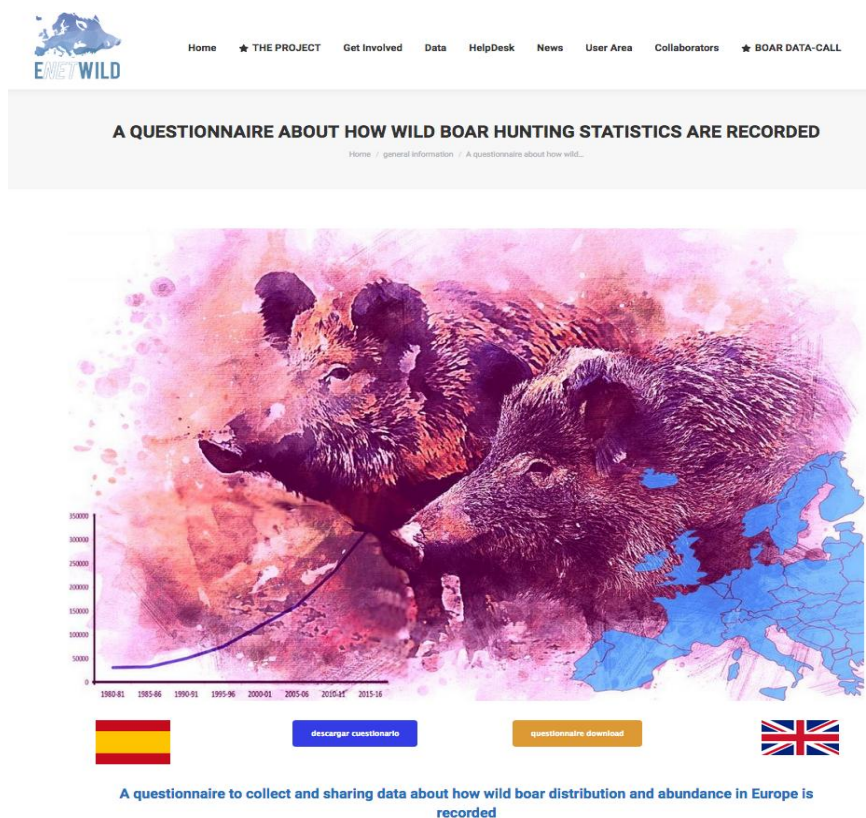 ENETWILD
Home ★ THE PROJECT Get Involved Data HelpDesk News User Area Collaborators ★ BOAR DATA-CALL
A QUESTIONNAIRE ABOUT HOW WILD BOAR HUNTING STATISTICS ARE RECORDED
Home / general information / A questionnaire about how wild...
350000
300000
250000
200000
150000
100000
50000
0
1980-81 1985-86 1990-91 1995-96 2000-01 2005-06 2010-11 2015-16
descargar cuestionario questionnaire download
A questionnaire to collect and sharing data about how wild boar distribution and abundance in Europe is
recorded